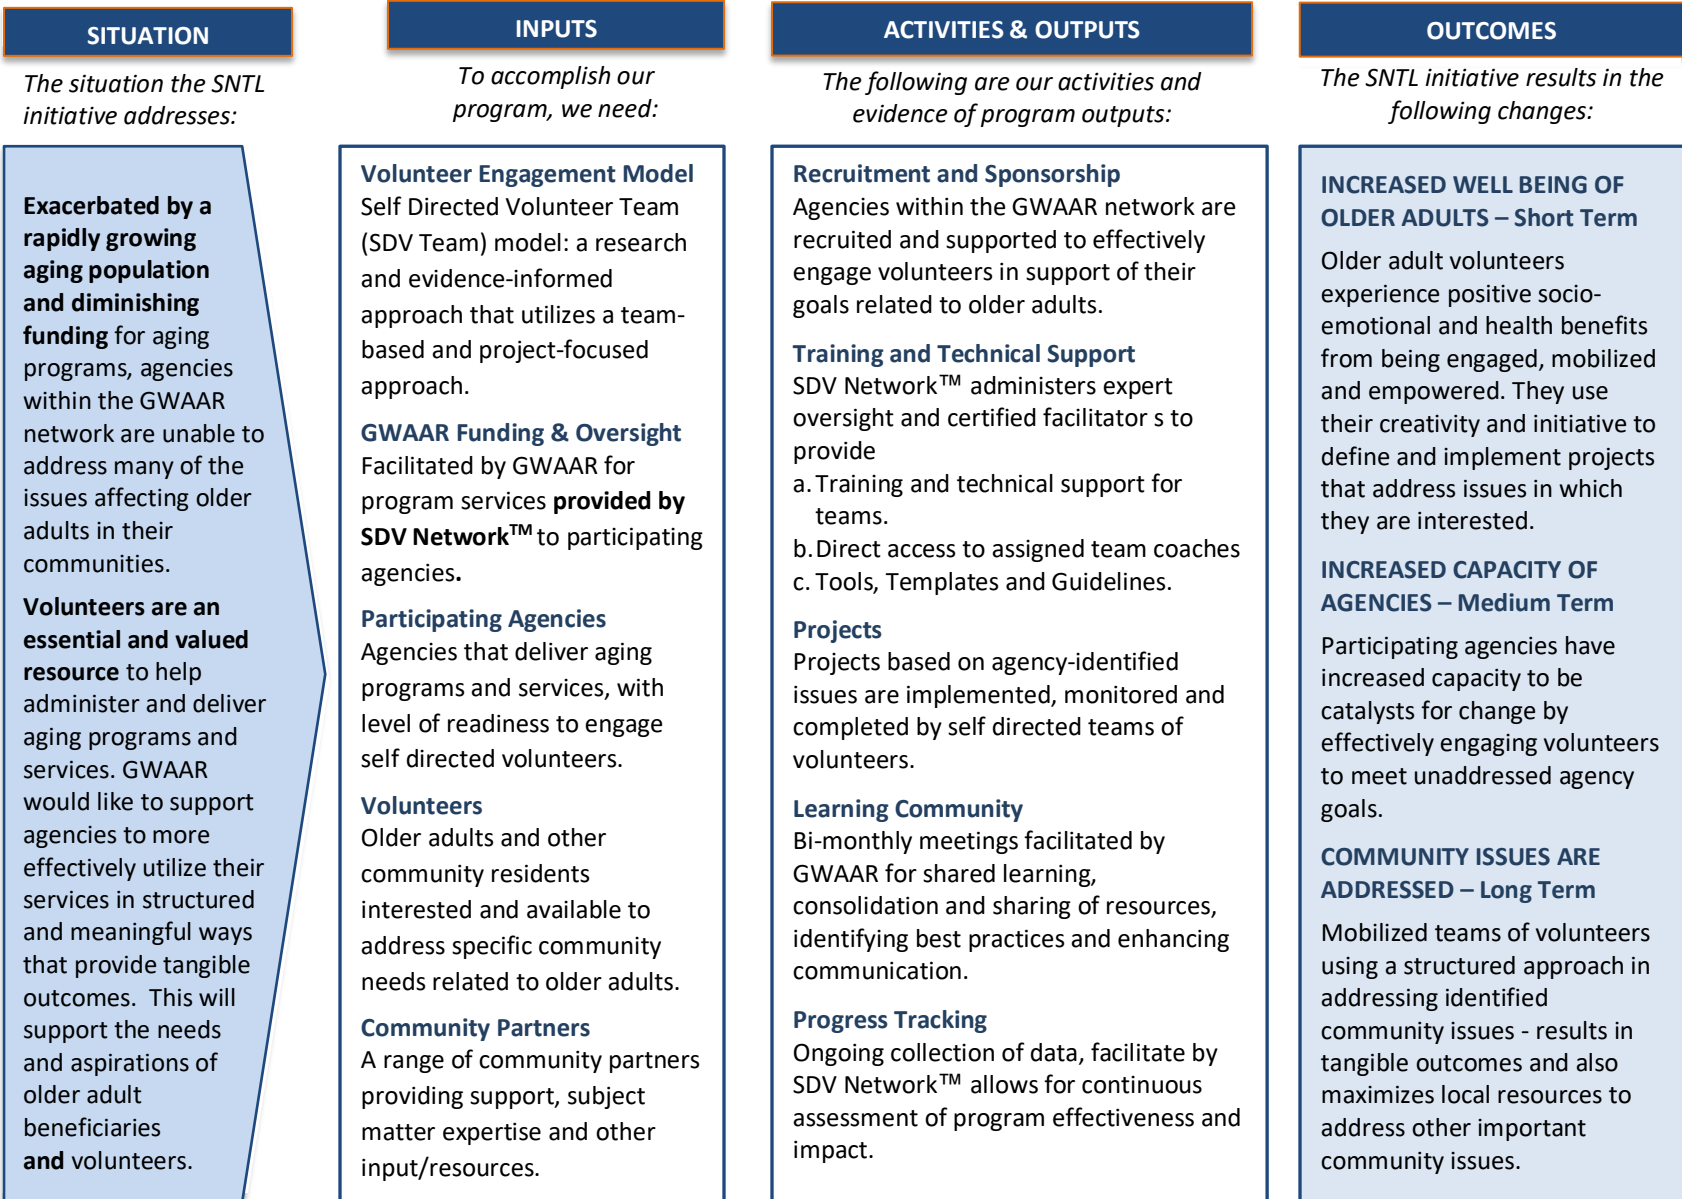 SITUATION
The situation the SNTL
initiative addresses:
Exacerbated by a
rapidly growing
aging population
and diminishing
funding for aging
programs, agencies
within the GWAAR
network are unable to
address many of the
issues affecting older
adults in their
communities.
Volunteers are an
essential and valued
resource to help
administer and deliver
aging programs and
services. GWAAR
would like to support
agencies to more
effectively utilize their
services in structured
and meaningful ways
that provide tangible
outcomes. This will
support the needs
and aspirations of
older adult
beneficiaries
and volunteers.
INPUTS
To accomplish our
program, we need:
Volunteer Engagement Model
Self Directed Volunteer Team
(SDV Team) model: a research
and evidence-informed
approach that utilizes a team-
based and project-focused
approach.
GWAAR Funding & Oversight
Facilitated by GWAAR for
program services provided by
SDV Network™ to participating
agencies.
Participating Agencies
Agencies that deliver aging
programs and services, with
level of readiness to engage
self directed volunteers.
Volunteers
Older adults and other
community residents
interested and available to
address specific community
needs related to older adults.
Community Partners
A range of community partners
providing support, subject
matter expertise and other
input/resources.
ACTIVITIES & OUTPUTS
The following are our activities and
evidence of program outputs:
Recruitment and Sponsorship
Agencies within the GWAAR network are
recruited and supported to effectively
engage volunteers in support of their
goals related to older adults.
Training and Technical Support
SDV Network™ administers expert
oversight and certified facilitator s to
provide
a. Training and technical support for
teams.
b. Direct access to assigned team coaches
c. Tools, Templates and Guidelines.
Projects
Projects based on agency-identified
issues are implemented, monitored and
completed by self directed teams of
volunteers.
Learning Community
Bi-monthly meetings facilitated by
GWAAR for shared learning,
consolidation and sharing of resources,
identifying best practices and enhancing
communication.
Progress Tracking
Ongoing collection of data, facilitate by
SDV Network™ allows for continuous
assessment of program effectiveness and
impact.
OUTCOMES
The SNTL initiative results in the
following changes:
INCREASED WELL BEING OF
OLDER ADULTS – Short Term
Older adult volunteers
experience positive socio-
emotional and health benefits
from being engaged, mobilized
and empowered. They use
their creativity and initiative to
define and implement projects
that address issues in which
they are interested.
INCREASED CAPACITY OF
AGENCIES – Medium Term
Participating agencies have
increased capacity to be
catalysts for change by
effectively engaging volunteers
to meet unaddressed agency
goals.
COMMUNITY ISSUES ARE
ADDRESSED – Long Term
Mobilized teams of volunteers
using a structured approach in
addressing identified
community issues - results in
tangible outcomes and also
maximizes local resources to
address other important
community issues.